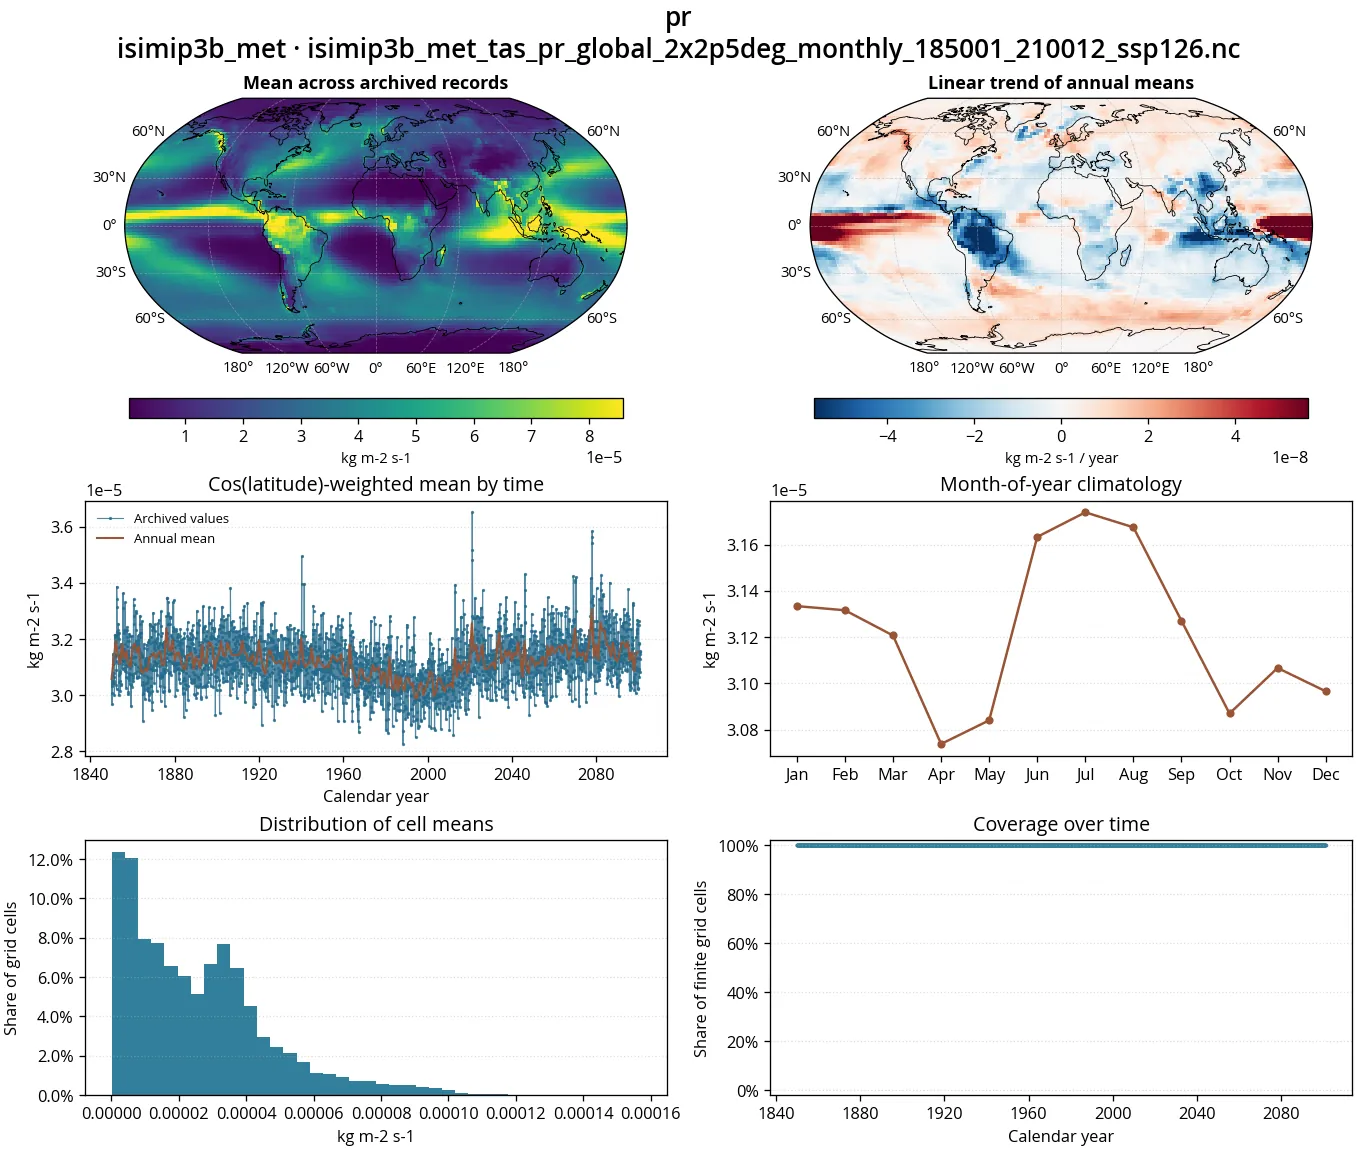 pr
isimip3b_met · isimip3b_met_tas_pr_global_2x2p5deg_monthly_185001_210012_ssp126.nc
Mean across archived records
60°N
60°N
30°N
30°N
0°
0°
30°S
30°S
60°S
60°S
180° 120°W 60°W 0° 60°E 120°E 180°
1 2 3 4 5 6 7 8
kg m-2 s-1
1e−5
Linear trend of annual means
60°N
60°N
30°N
30°N
0°
0°
30°S
30°S
60°S
60°S
180° 120°W 60°W 0° 60°E 120°E 180°
−4 −2 0 2 4
kg m-2 s-1 / year
1e−8
Cos(latitude)-weighted mean by time
1e−5
Archived values
Annual mean
3.6
3.4
3.2
3.0
2.8
kg m-2 s-1
1840 1880 1920 1960 2000 2040 2080
Calendar year
Month-of-year climatology
1e−5
3.16
3.14
3.12
3.10
3.08
kg m-2 s-1
Jan Feb Mar Apr May Jun Jul Aug Sep Oct Nov Dec
Distribution of cell means
12.0%
10.0%
8.0%
6.0%
4.0%
2.0%
0.0%
Share of grid cells
0.00000 0.00002 0.00004 0.00006 0.00008 0.00010 0.00012 0.00014 0.00016
kg m-2 s-1
Coverage over time
100%
80%
60%
40%
20%
0%
Share of finite grid cells
1840 1880 1920 1960 2000 2040 2080
Calendar year